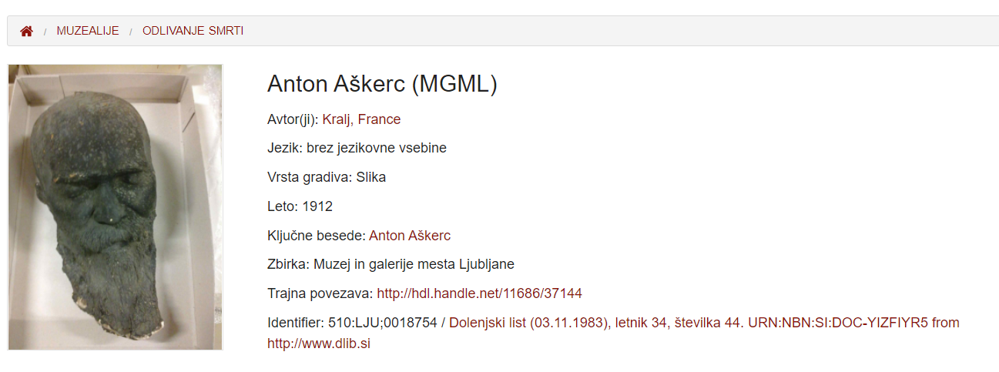 / MUZEALIJE / ODLIVANJE SMRTI
Anton Aškerc (MGML)
Avtor(ji): Kralj, France
Jezik: brez jezikovne vsebine
Vrsta gradiva: Slika
Leto: 1912
Ključne besede: Anton Aškerc
Zbirka: Muzej in galerije mesta Ljubljane
Trajna povezava: http://hdl.handle.net/11686/37144
Identifier: 510:LJU;0018754 / Dolenjski list (03.11.1983), letnik 34, številka 44. URN:NBN:SI:DOC-YIZFIYR5 from
http://www.dlib.si